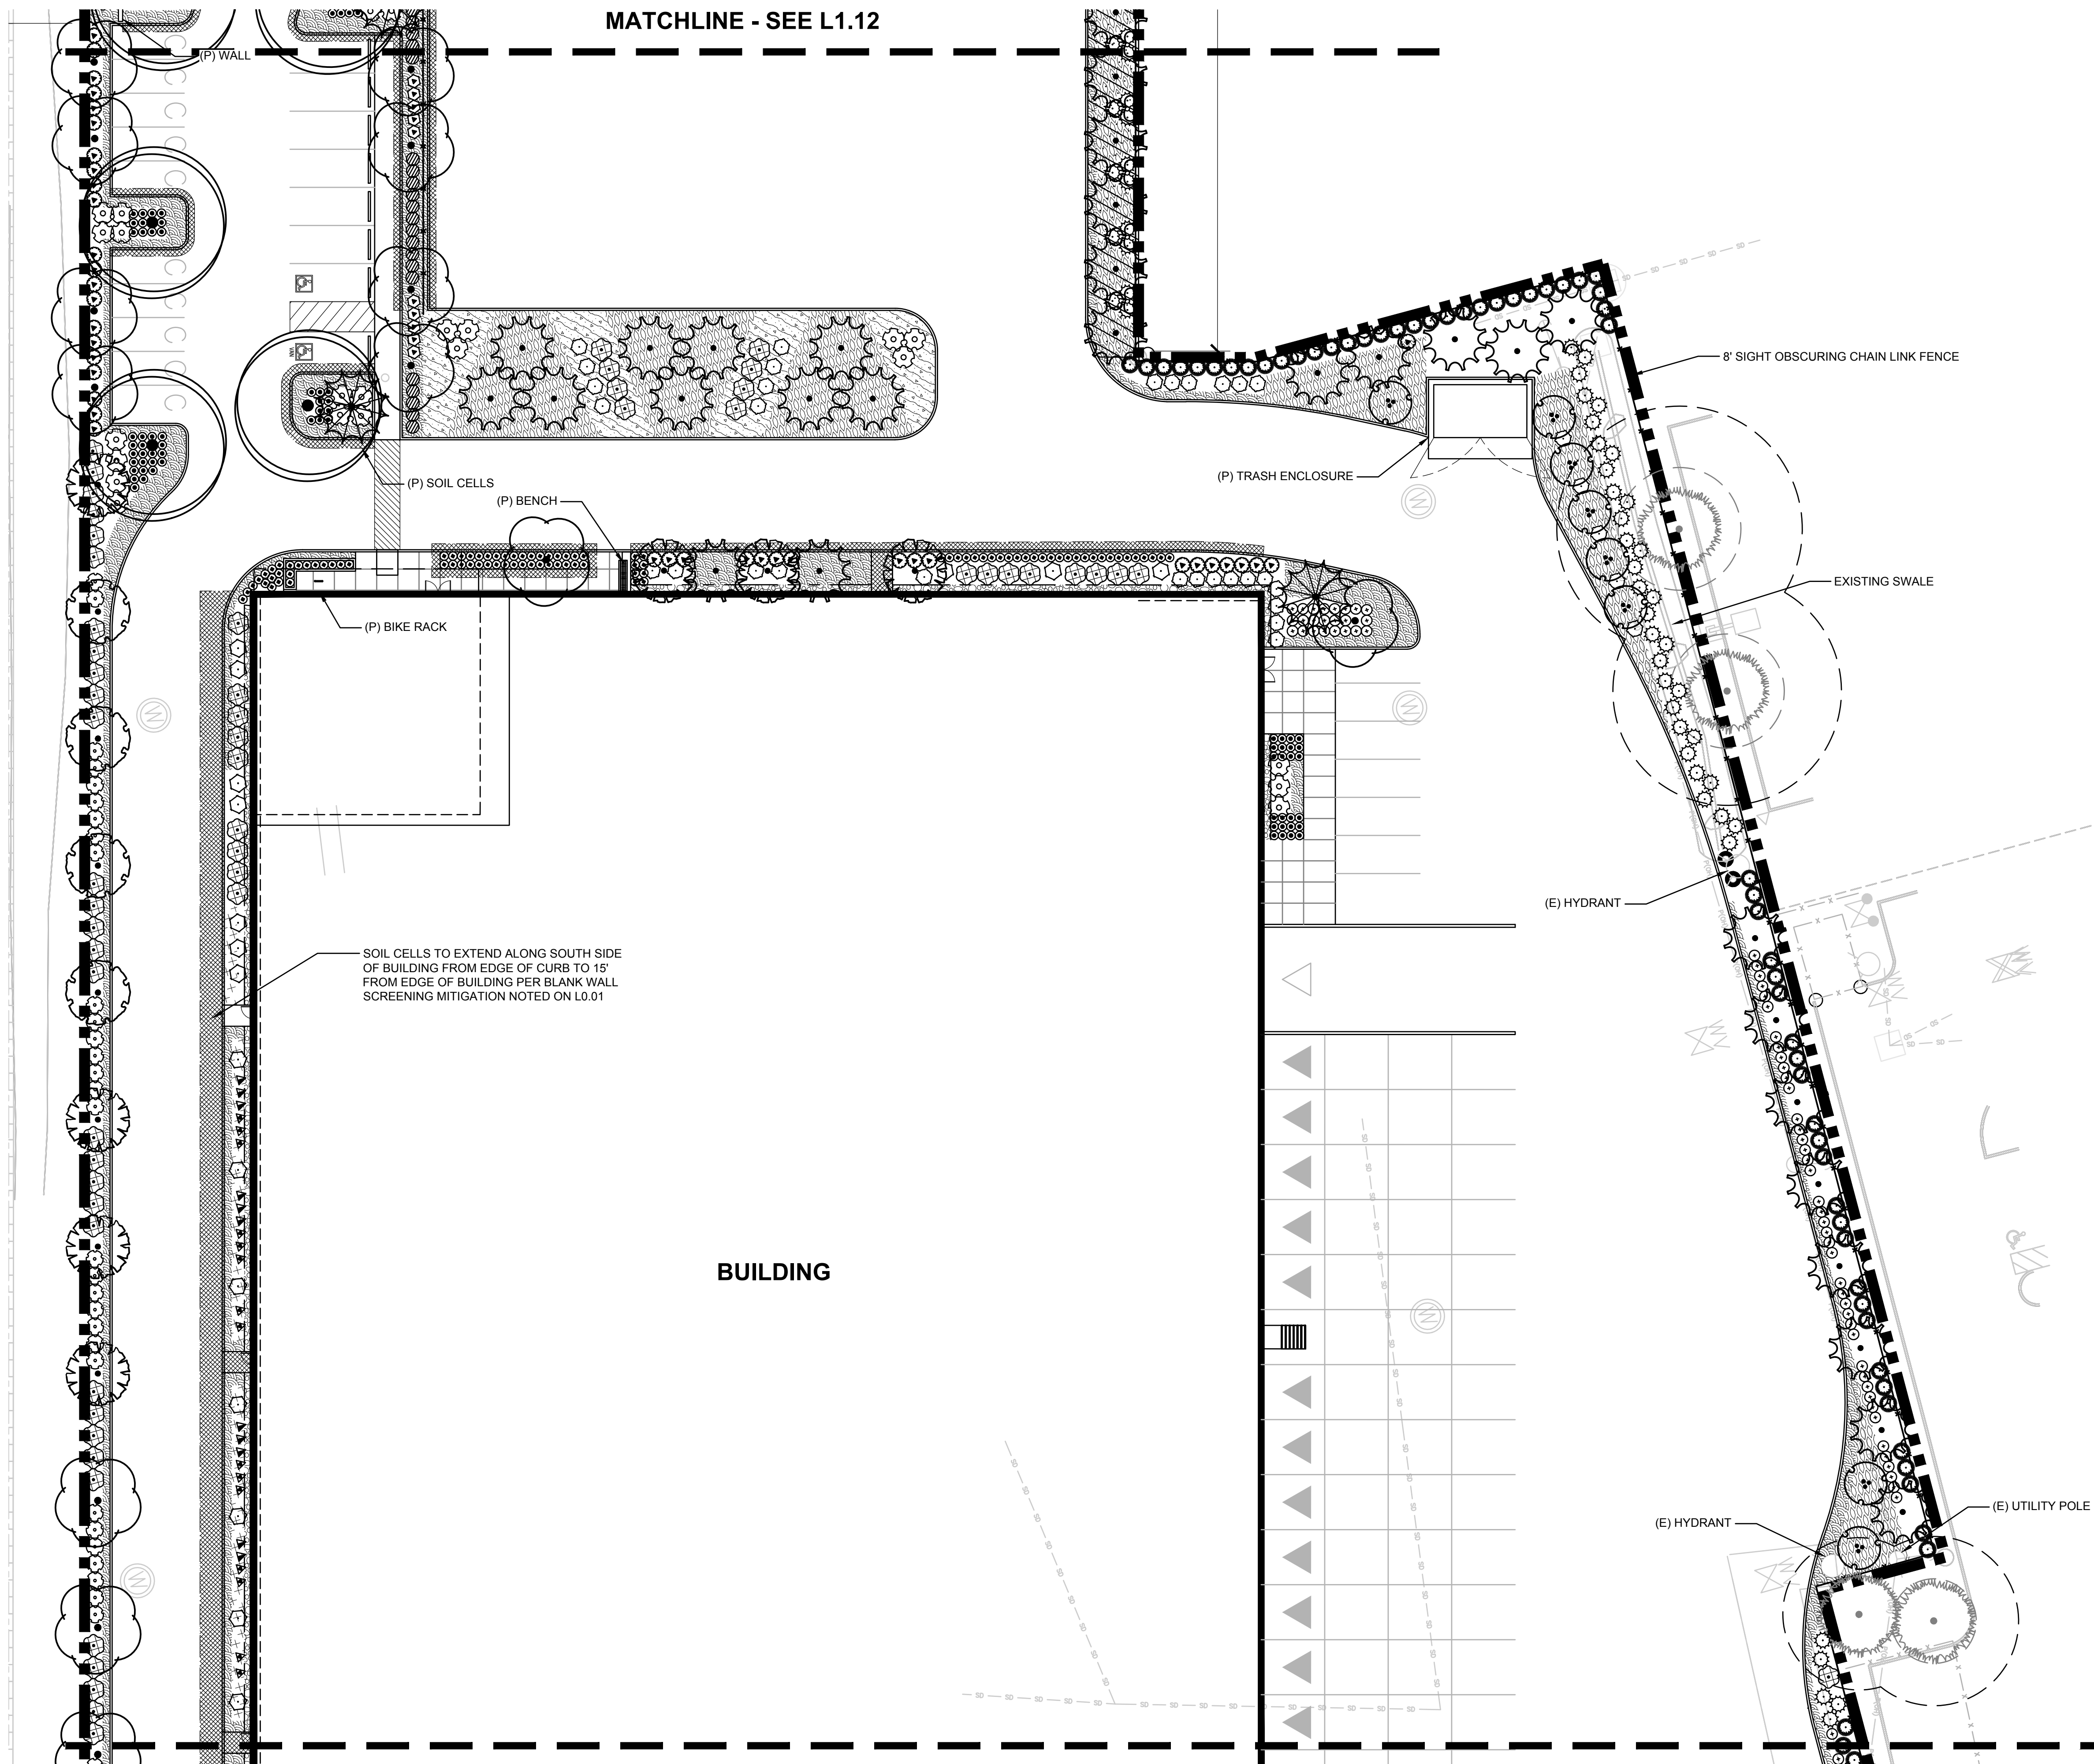 MATCHLINE - SEE L1.12
(P) WALL
8' SIGHT OBSCURING CHAIN LINK FENCE
(P) SOIL CELLS
(P) BENCH
(P) TRASH ENCLOSURE
EXISTING SWALE
(P) BIKE RACK
(E) HYDRANT
SOIL CELLS TO EXTEND ALONG SOUTH SIDE
OF BUILDING FROM EDGE OF CURB TO 15'
FROM EDGE OF BUILDING PER BLANK WALL
SCREENING MITIGATION NOTED ON L0.01
BUILDING
(E) UTILITY POLE
(E) HYDRANT